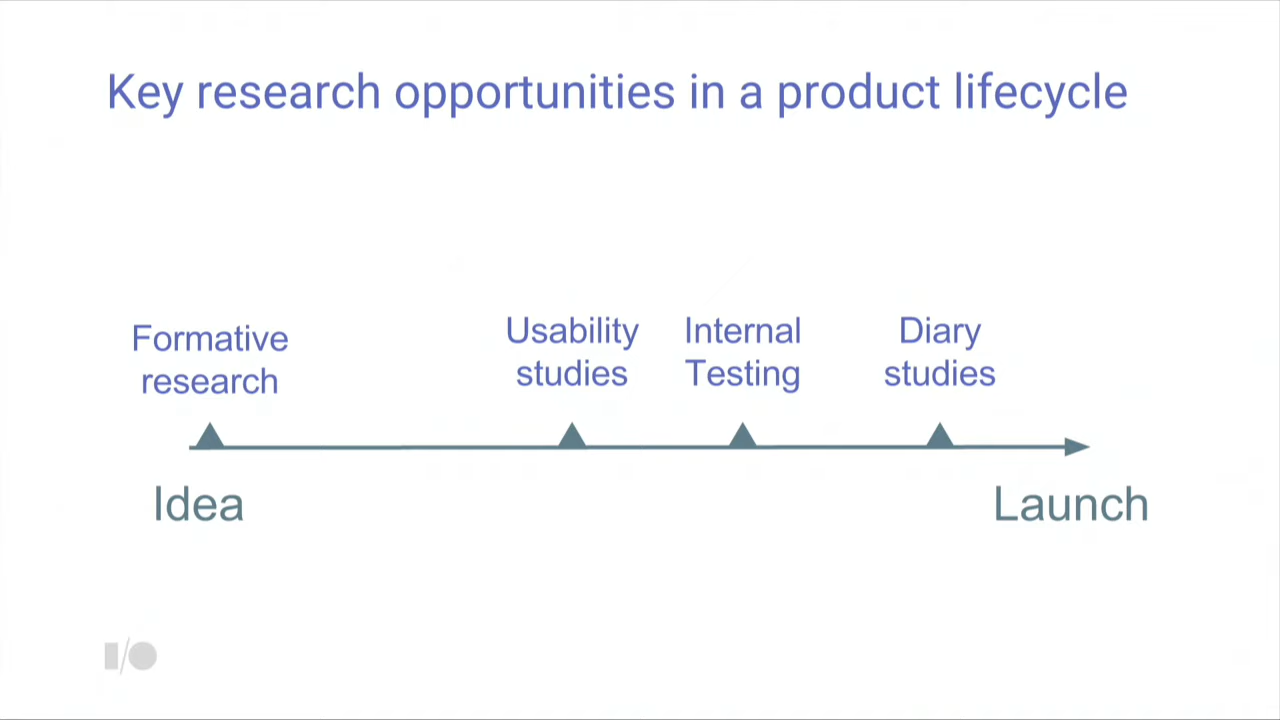 Key research opportunities in a product lifecycle
Formative
research
Usability
studies
Internal
Testing
Diary
studies
Idea
Launch
I/O